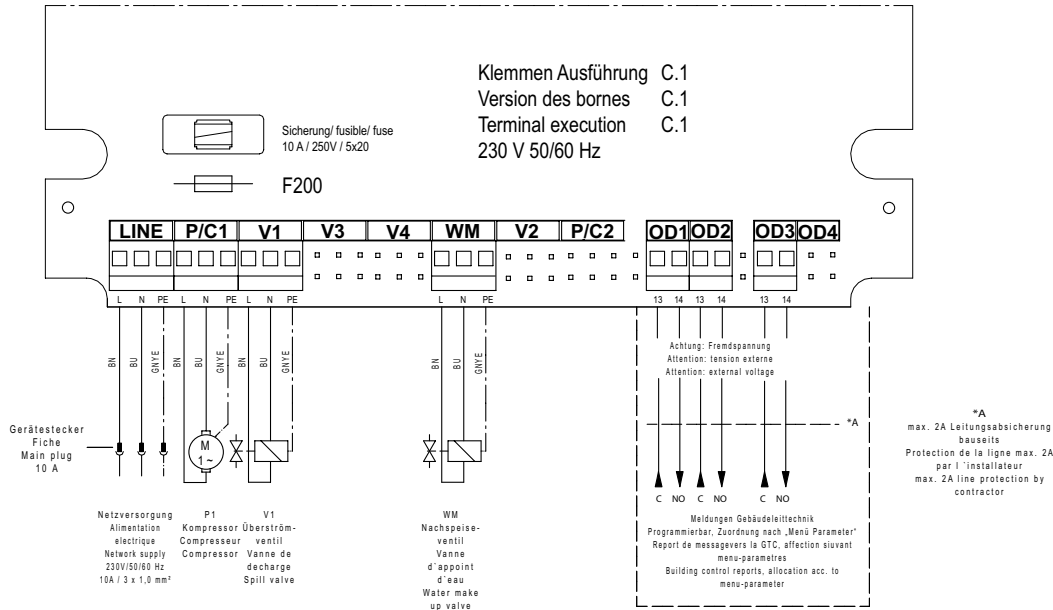 Klemmen Ausführung C.1
Version des bornes C.1
Terminal execution C.1
230 V 50/60 Hz
Sicherung/ fusible/ fuse
10 A / 250V / 5x20
F200
LINE P/C1 V1 V3 V4 WM V2 P/C2 OD1 OD2 OD3 OD4
L N PE L N PE L N PE L N PE 13 14 13 14 13 14
BN BU GNYE BN BU GNYE BN BU GNYE BN BU GNYE
Achtung: Fremdspannung
Attention: tension externe
Attention: external voltage
*A
Gerätestecker
Fiche
Main plug
10 A
M
1 ~
C NO C NO C NO
*A
max. 2A Leitungsabsicherung
bauseits
Protection de la ligne max. 2A
par l ´installateur
max. 2A line protection by
contractor
Netzversorgung
Alimentation
electrique
Network supply
230V/50/60 Hz
10A / 3 x 1,0 mm²
P1
Kompressor
Compresseur
Compressor
V1
Überström-
ventil
Vanne de
decharge
Spill valve
WM
Nachspeise-
ventil
Vanne
d´appoint
d´eau
Water make
up valve
Meldungen Gebäudeleittechnik
Programmierbar, Zuordnung nach „Menü Parameter"
Report de messagevers la GTC, affection siuvant
menu-parametres
Building control reports, allocation acc. to
menu-parameter